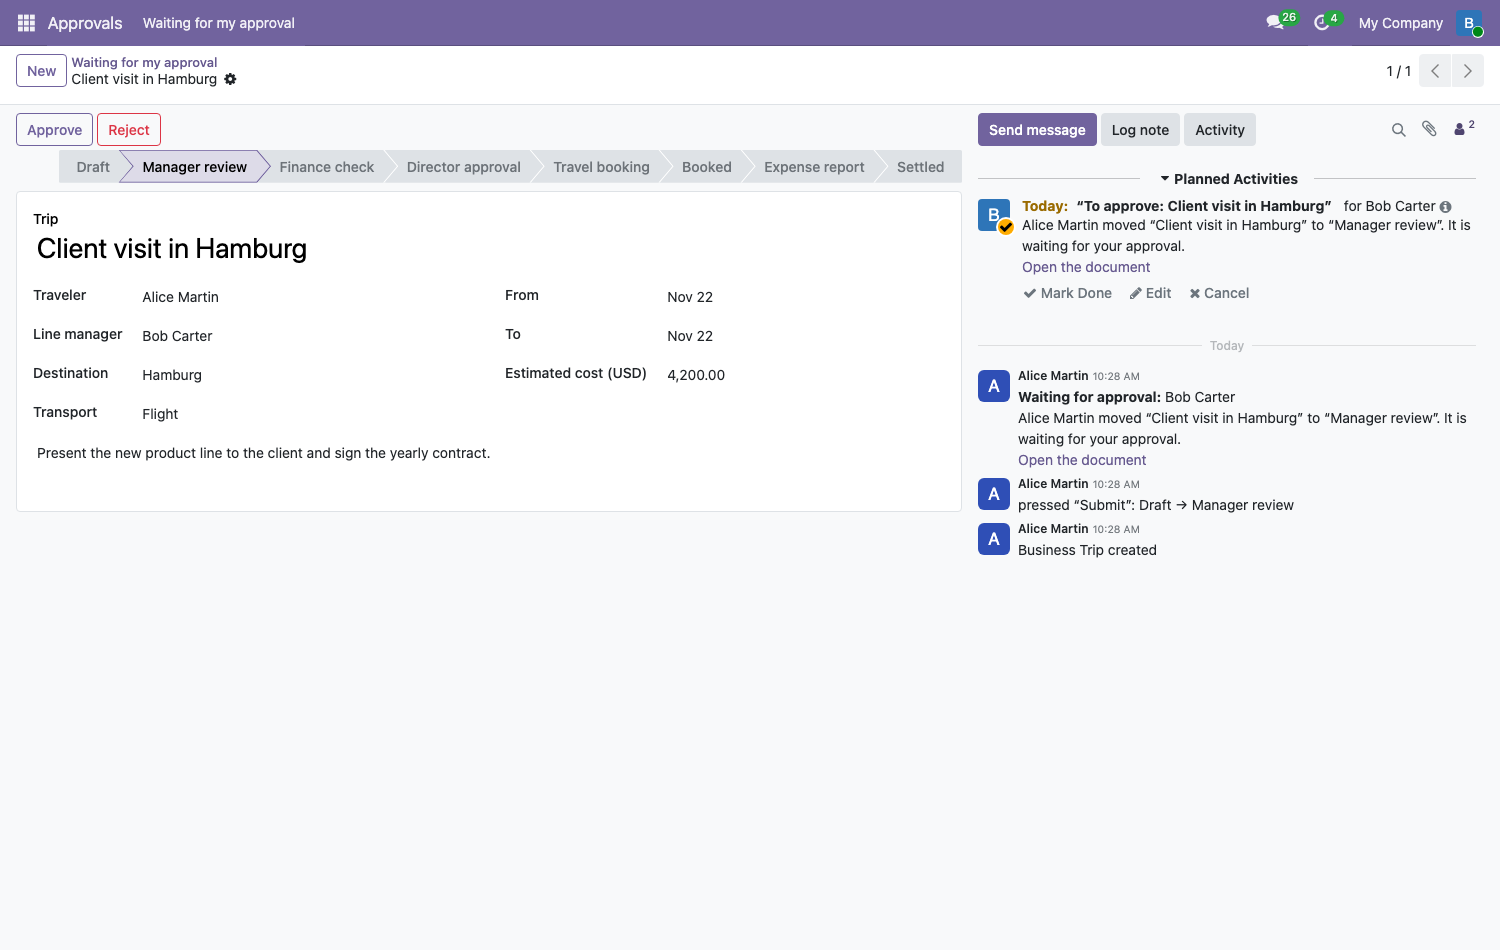 Approvals
Waiting for my approval
26
4
My Company
B
New
Waiting for my approval
Client visit in Hamburg
1 / 1
Approve
Reject
Send message
Log note
Activity
2
Draft
Manager review
Finance check
Director approval
Travel booking
Booked
Expense report
Settled
Trip
Client visit in Hamburg
Traveler
Alice Martin
From
Nov 22
Line manager
Bob Carter
To
Nov 22
Destination
Hamburg
Estimated cost (USD)
4,200.00
Transport
Flight
Present the new product line to the client and sign the yearly contract.
Planned Activities
B
Today: “To approve: Client visit in Hamburg” for Bob Carter
Alice Martin moved “Client visit in Hamburg” to “Manager review”. It is
waiting for your approval.
Open the document
Mark Done
Edit
Cancel
Today
A
Alice Martin 10:28 AM
Waiting for approval: Bob Carter
Alice Martin moved “Client visit in Hamburg” to “Manager review”. It is
waiting for your approval.
Open the document
A
Alice Martin 10:28 AM
pressed “Submit”: Draft → Manager review
A
Alice Martin 10:28 AM
Business Trip created